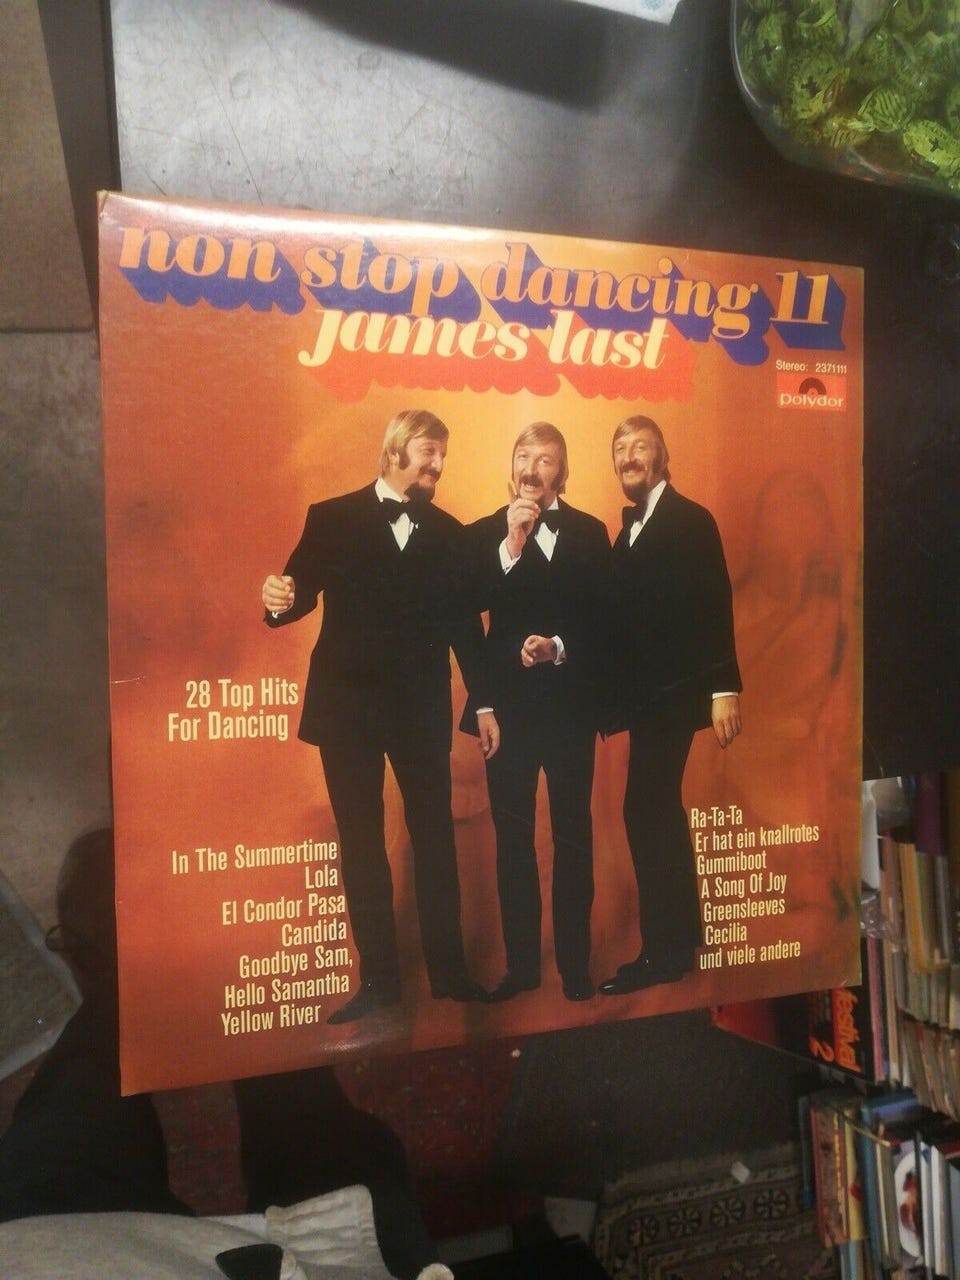 non stop dancing 11
james last
Stereo: 2371111
polydor
28 Top Hits
For Dancing
In The Summertime
Lola
El Condor Pasa
Candida
Goodbye Sam,
Hello Samantha
Yellow River
Ra-Ta-Ta
Er hat ein knallrotes
Gummiboot
A Song Of Joy
Greensleeves
Cecilia
und viele andere
festival
2